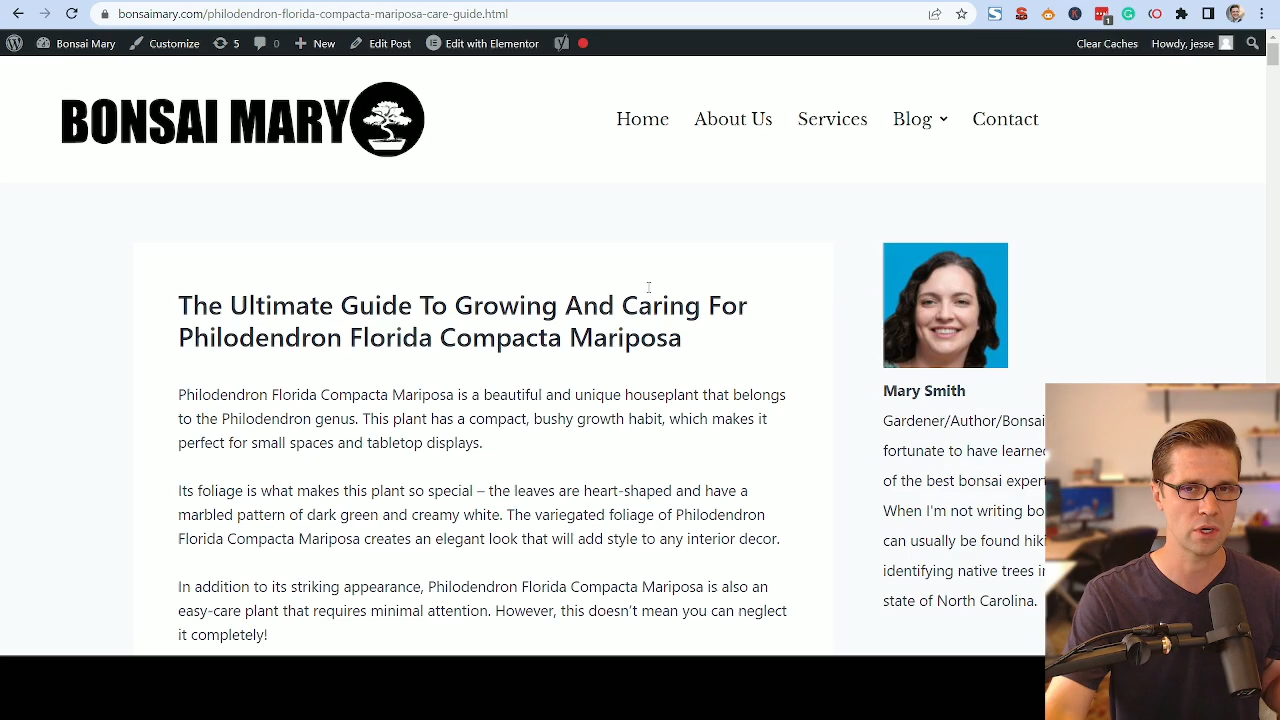 bonsaimary.com/philodendron-florida-compacta-mariposa-care-guide.html
Bonsai Mary
Customize
5
0
New
Edit Post
Edit with Elementor
Clear Caches
Howdy, jesse
BONSAI MARY
Home
About Us
Services
Blog
Contact
The Ultimate Guide To Growing And Caring For
Philodendron Florida Compacta Mariposa
Philodendron Florida Compacta Mariposa is a beautiful and unique houseplant that belongs
to the Philodendron genus. This plant has a compact, bushy growth habit, which makes it
perfect for small spaces and tabletop displays.
Its foliage is what makes this plant so special – the leaves are heart-shaped and have a
marbled pattern of dark green and creamy white. The variegated foliage of Philodendron
Florida Compacta Mariposa creates an elegant look that will add style to any interior decor.
In addition to its striking appearance, Philodendron Florida Compacta Mariposa is also an
easy-care plant that requires minimal attention. However, this doesn't mean you can neglect
it completely!
Mary Smith
Gardener/Author/Bonsai
fortunate to have learned
of the best bonsai exper
When I'm not writing bo
can usually be found hik
identifying native trees i
state of North Carolina.